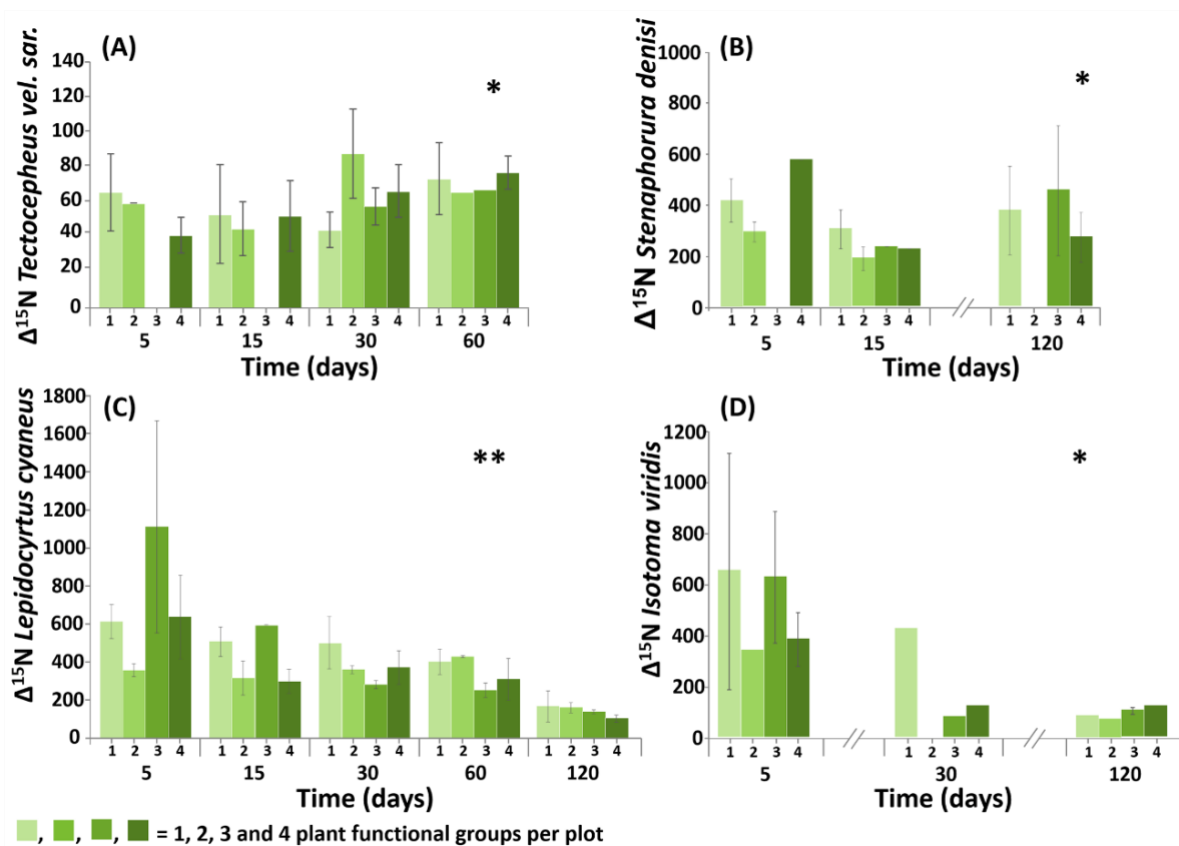 (A)
Δ¹⁵N Tectocepheus vel. sar.
140
120
100
80
60
40
20
0
*
1 2 3 4 1 2 3 4 1 2 3 4 1 2 3 4
5 15 30 60
Time (days)
(B)
Δ¹⁵N Stenaphorura denisi
1000
800
600
400
200
0
*
1 2 3 4 1 2 3 4 1 2 3 4
5 15 120
Time (days)
(C)
Δ¹⁵N Lepidocyrtus cyaneus
1800
1600
1400
1200
1000
800
600
400
200
0
**
1 2 3 4 1 2 3 4 1 2 3 4 1 2 3 4 1 2 3 4
5 15 30 60 120
Time (days)
(D)
Δ¹⁵N Isotoma viridis
1200
1000
800
600
400
200
0
*
1 2 3 4 1 2 3 4 1 2 3 4
5 30 120
Time (days)
, , , = 1, 2, 3 and 4 plant functional groups per plot